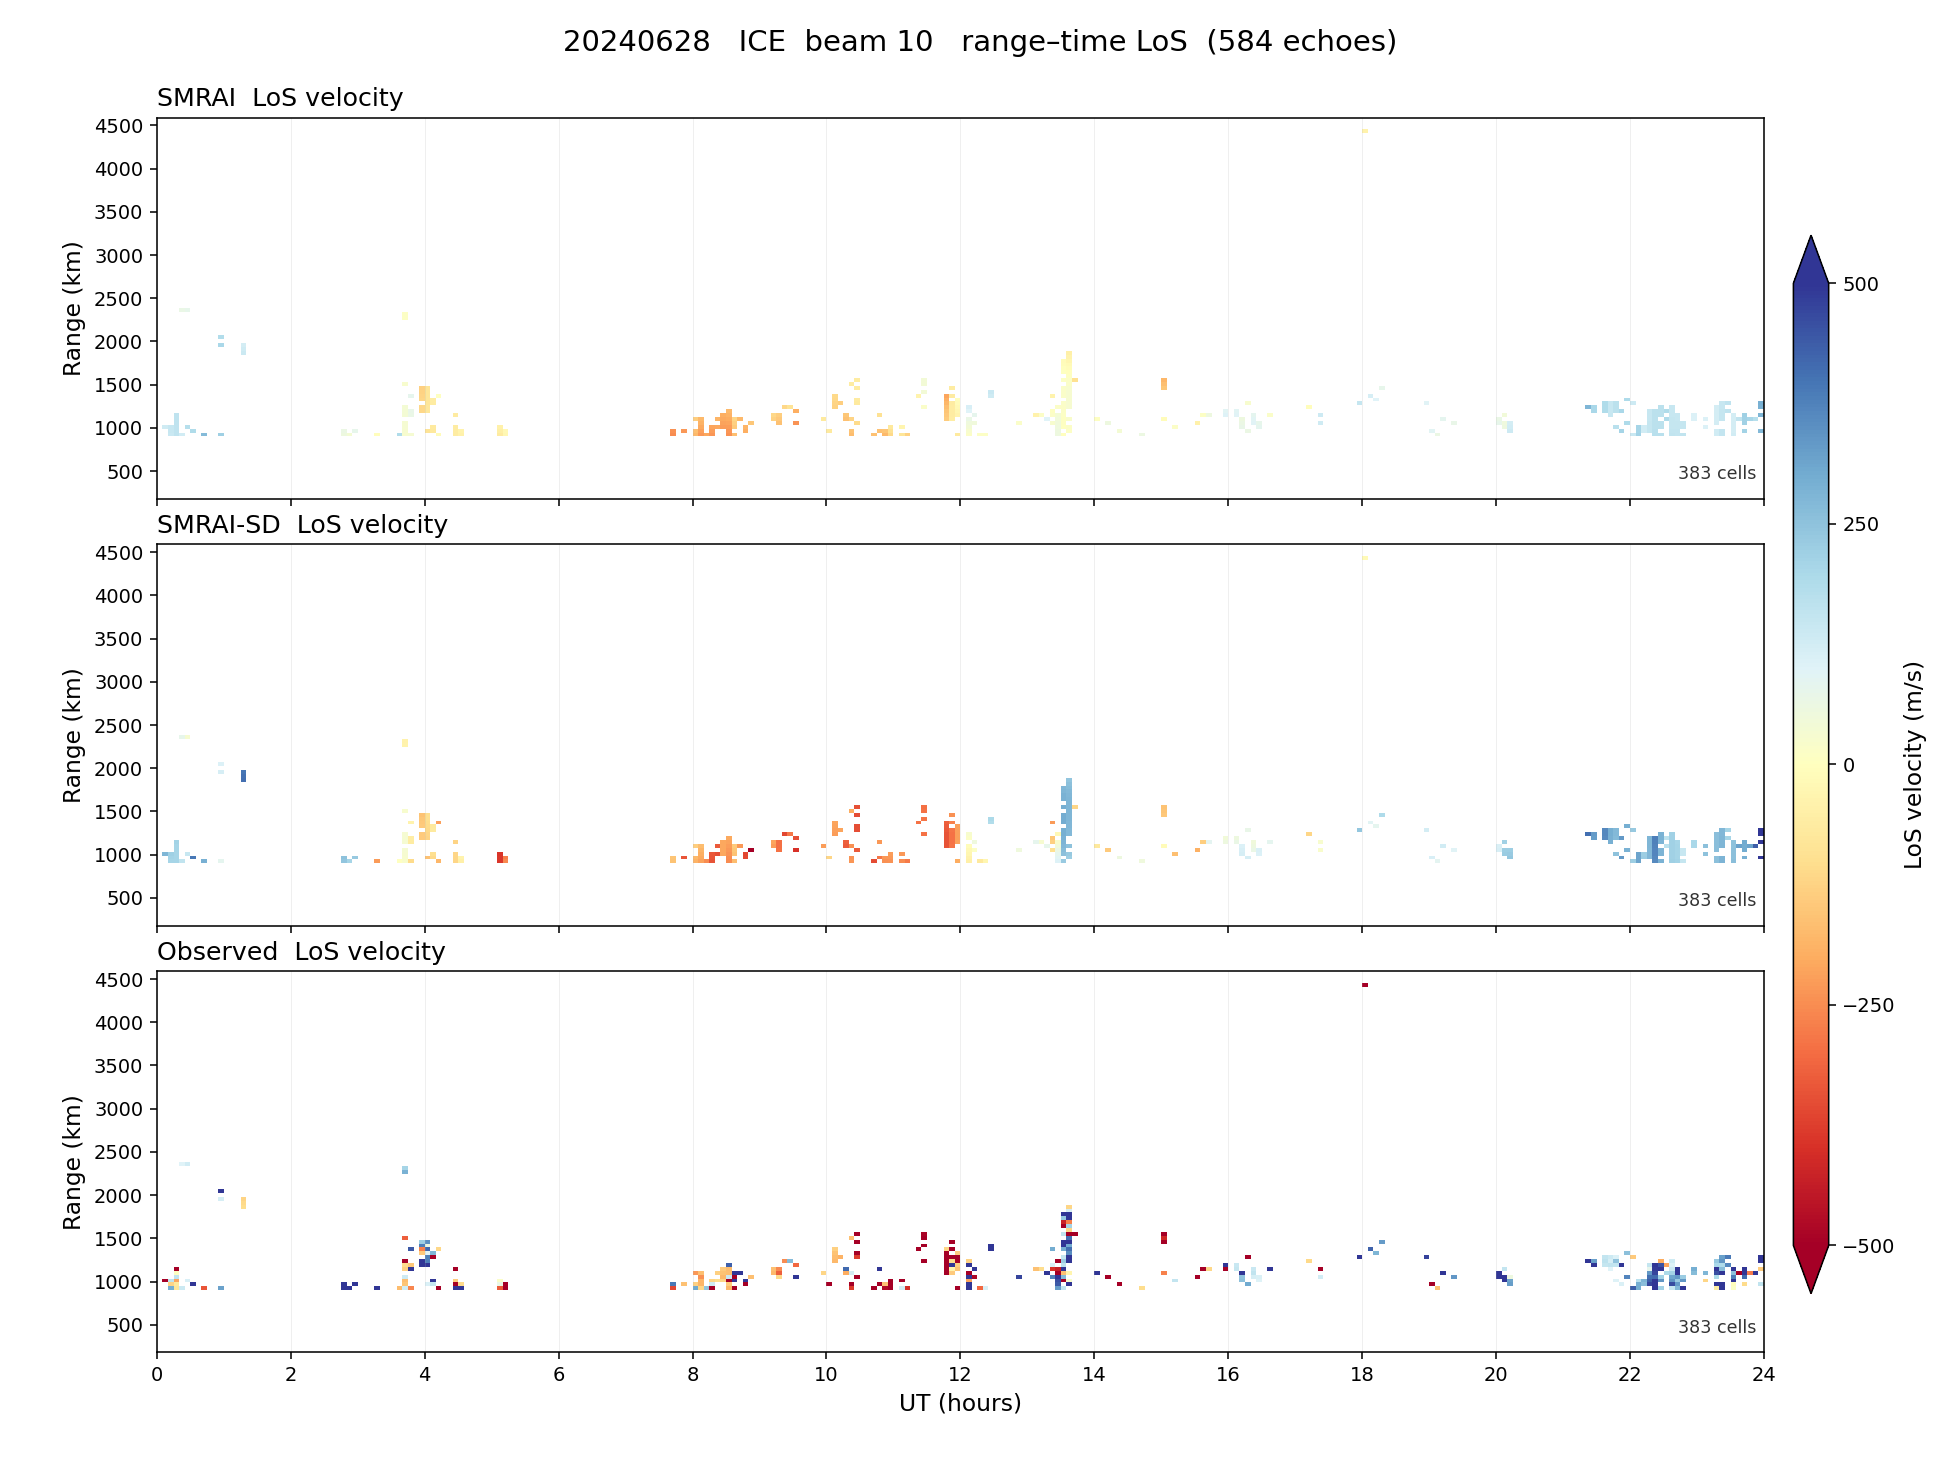 20240628   ICE  beam 10   range–time LoS  (584 echoes)
SMRAI  LoS velocity
4500
4000
3500
3000
2500
2000
1500
1000
500
Range (km)
383 cells
SMRAI-SD  LoS velocity
4500
4000
3500
3000
2500
2000
1500
1000
500
Range (km)
383 cells
Observed  LoS velocity
4500
4000
3500
3000
2500
2000
1500
1000
500
Range (km)
383 cells
0 2 4 6 8 10 12 14 16 18 20 22 24
UT (hours)
500
250
0
−250
−500
LoS velocity (m/s)